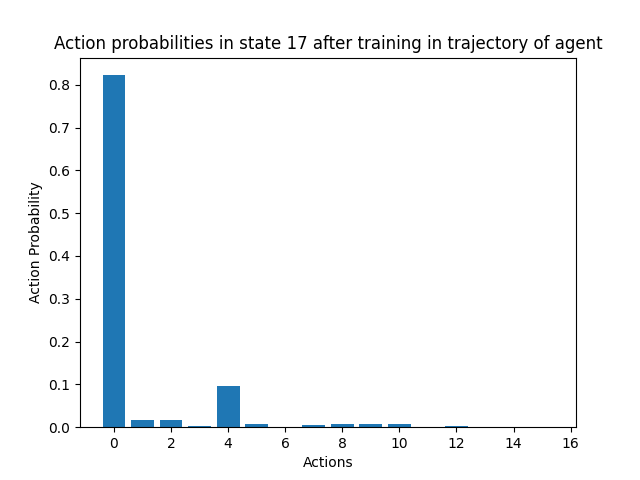 Action probabilities in state 17 after training in trajectory of agent
0.8
0.7
0.6
0.5
0.4
0.3
0.2
0.1
0.0
Action Probability
0 2 4 6 8 10 12 14 16
Actions